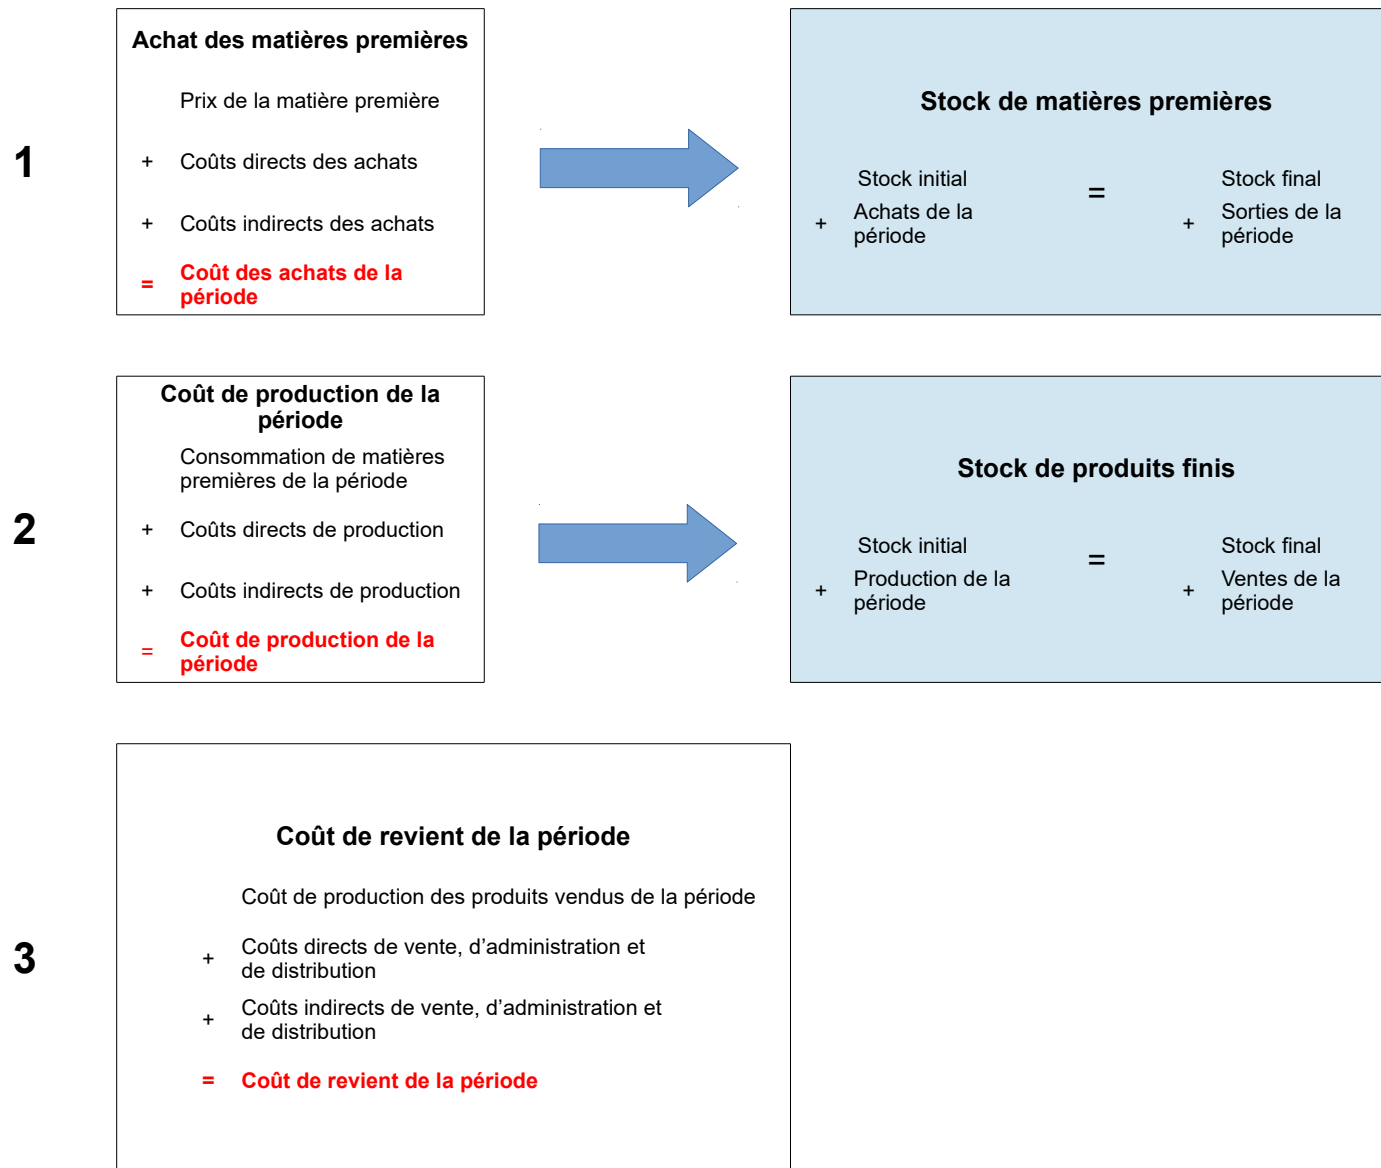 1
Achat des matières premières
Prix de la matière première
+ Coûts directs des achats
+ Coûts indirects des achats
= Coût des achats de la
période
Stock de matières premières
Stock initial = Stock final
+ Achats de la
période
+ Sorties de la
période
2
Coût de production de la
période
Consommation de matières
premières de la période
+ Coûts directs de production
+ Coûts indirects de production
= Coût de production de la
période
Stock de produits finis
Stock initial = Stock final
+ Production de la
période
+ Ventes de la
période
3
Coût de revient de la période
Coût de production des produits vendus de la période
+ Coûts directs de vente, d’administration et
de distribution
+ Coûts indirects de vente, d’administration et
de distribution
= Coût de revient de la période